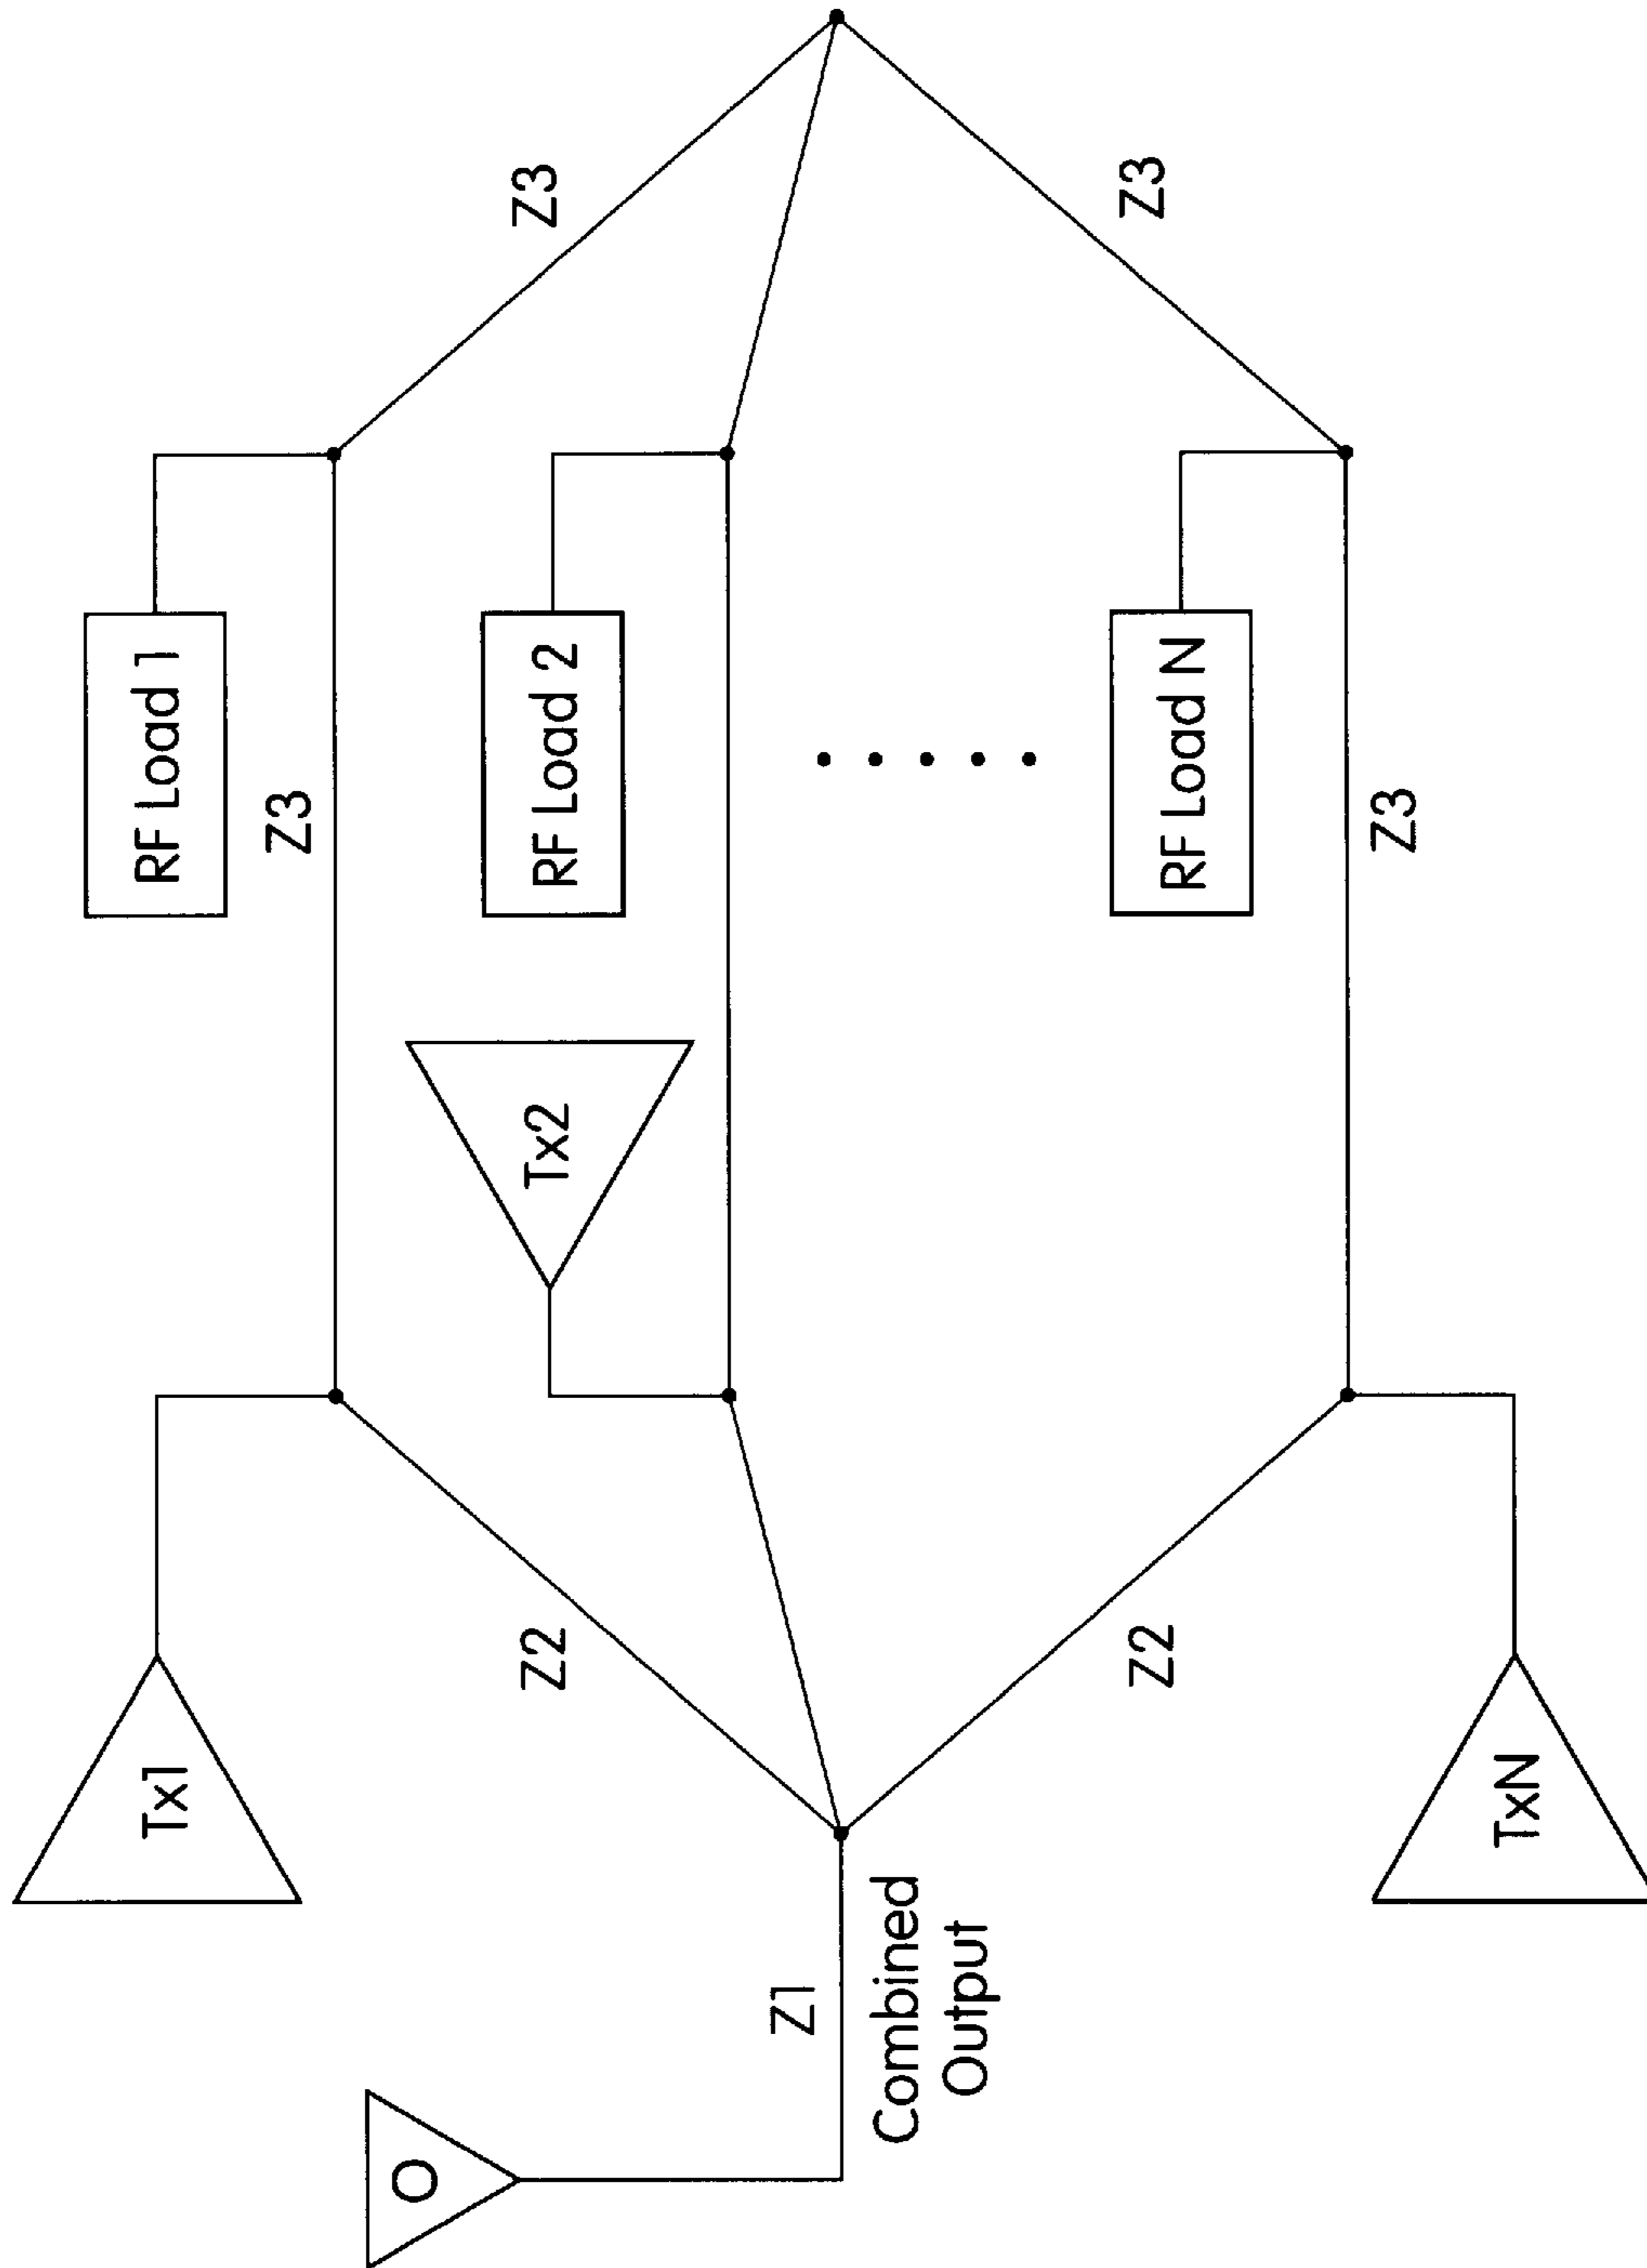 Tx1
RF Load 1
Z3
O
Z2
Tx2
RF Load 2
Z3
Z1
Combined
Output
Z2
RF Load N
Z3
Z3
TxN